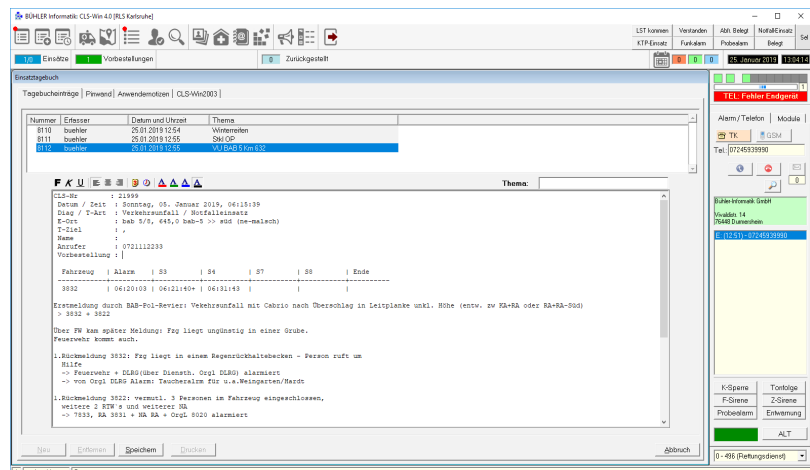 BÜHLER Informatik: CLS-Win 4.0 [RLS Karlsruhe]
LST kommen Verstanden Abh. Belegt Notfall-Einsatz Sel
KTP-Einsatz Funkalarm Probealarm Belegt
1/0 Einsätze 1 Vorbestellungen 0 Zurückgestellt 0 0 0 25. Januar 2019 13:04:14
Einsatztagebuch
Tagebucheinträge Pinwand Anwendernotizen CLS-Win2003
Nummer Erfasser Datum und Uhrzeit Thema
8110 buehler 25.01.2019 12:54 Winterreifen
8111 buehler 25.01.2019 12:55 Stkl OP
8112 buehler 25.01.2019 12:55 VU BAB 5 Km 632
F K U Thema:
CLS-Nr : 21999
Datum / Zeit : Sonntag, 05. Januar 2019, 06:15:39
Diag / T-Art : Verkehrsunfall / Notfalleinsatz
E-Ort : bab 5/8, 645,0 bab-5 >> süd (ne-malsch)
T-Ziel : ,
Name :
Anrufer : 0721112233
Vorbestellung :
Fahrzeug | Alarm | S3 | S4 | S7 | S8 | Ende
3832 | 06:20:03 | 06:21:40+ | 06:31:43 | | |
Erstmeldung durch BAB-Pol-Revier: Vekehrsunfall mit Cabrio nach Überschlag in Leitplanke unkl. Höhe (entw. zw KA+RA oder RA+RA-Süd)
> 3832 + 3822
Über FW kam später Meldung: Fzg liegt ungünstig in einer Grube.
Feuerwehr kommt auch.
1.Rückmeldung 3832: Fzg liegt in einem Regenrückhaltebecken - Person ruft um
Hilfe
-> Feuerwehr + DLRG(über Diensth. Orgl DLRG) alarmiert
-> von Orgl DLRG Alarm: Taucheralrm für u.a.Weingarten/Hardt
1.Rückmeldung 3822: vermutl. 3 Personen im Fahrzeug eingeschlossen,
weitere 2 RTW's und weiterer NA
-> 7833, RA 3831 + NA RA + OrgL 8020 alarmiert
Neu Entfernen Speichern Drucken Abbruch
1
TEL: Fehler Endgerät
Alarm / Telefon Module
TK GSM
Tel.: 07245939990
0
Bühler-Informatik GmbH
Vivaldistr. 14
76448 Durmersheim
E: (12:51) - 07245939990
K-Sperre Tonfolge
F-Sirene Z-Sirene
Probealarm Entwarnung
ALT
0 - 496 (Rettungsdienst)